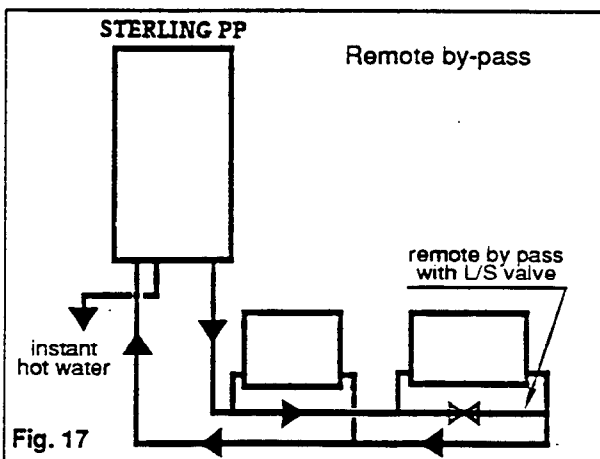 STERLING PP
Remote by-pass
remote by pass
with L/S valve
instant
hot water
Fig. 17